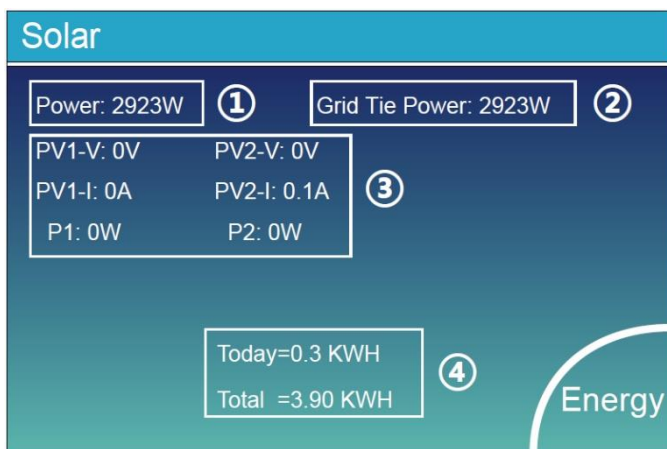 Solar
Power: 2923W ① Grid Tie Power: 2923W ②
PV1-V: 0V PV2-V: 0V
PV1-I: 0A PV2-I: 0.1A ③
P1: 0W P2: 0W
Today=0.3 KWH
④
Total =3.90 KWH
Energy